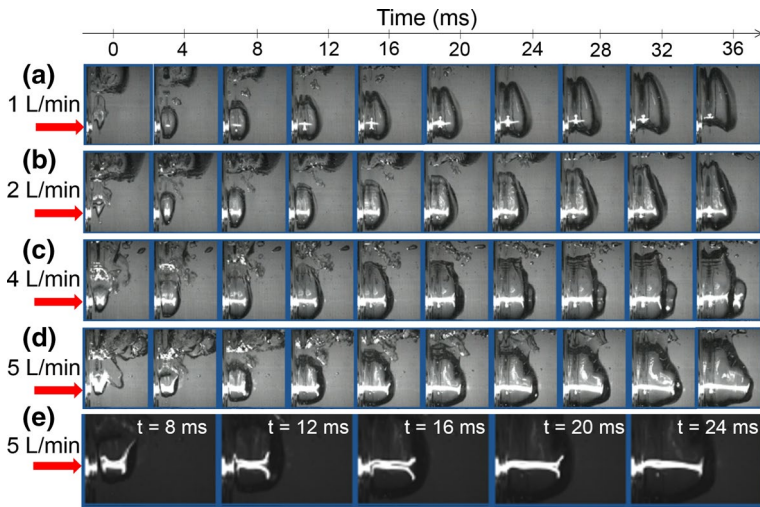 Time (ms)
0 4 8 12 16 20 24 28 32 36
(a)
1 L/min
(b)
2 L/min
(c)
4 L/min
(d)
5 L/min
(e)
5 L/min
t = 8 ms t = 12 ms t = 16 ms t = 20 ms t = 24 ms